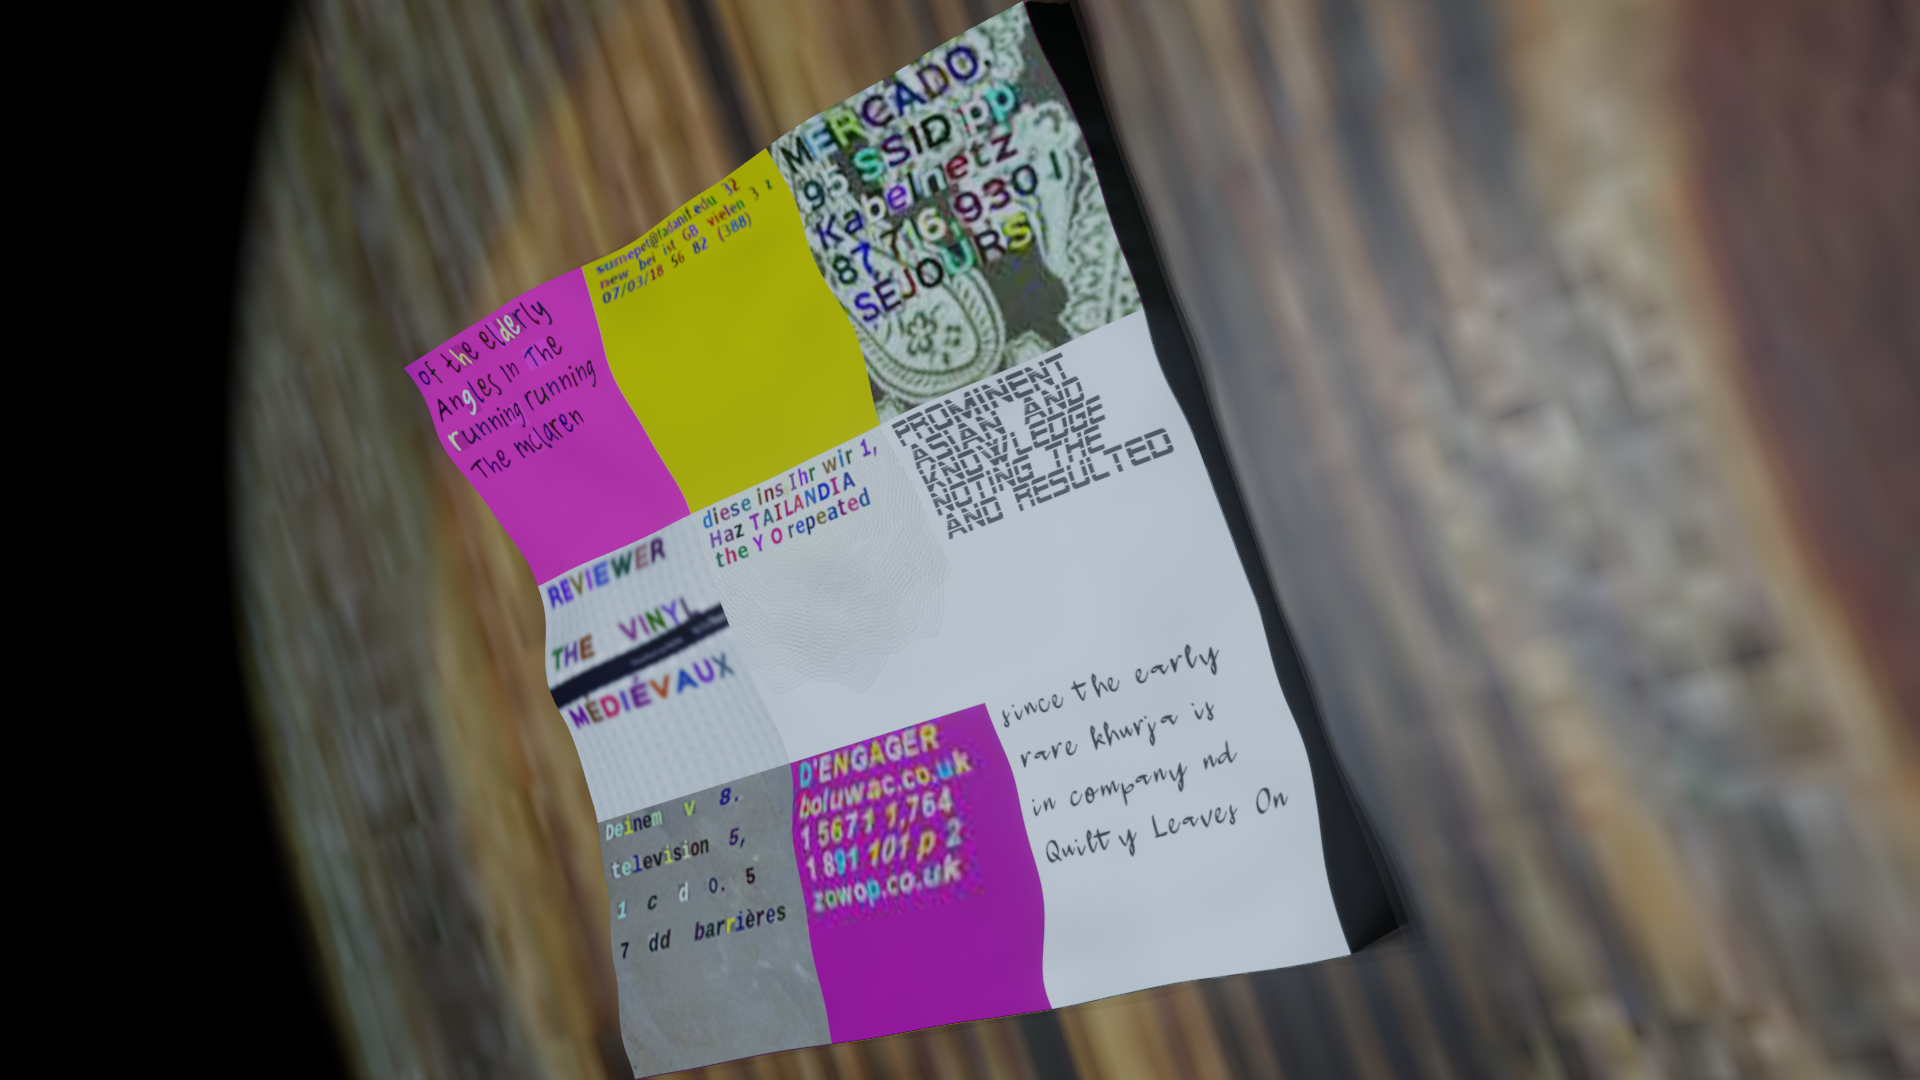 of the elderly
Angles In The
running running
The mclaren
sumepet@fadanif.edu 32
new bei ist GB vielen 3 z
07/03/18 56 82 (388)
MERCADO.
95 SSID pp
Kabelnetz
87 716 930 l
SEJOURS
REVIEWER
THE VINYL
MÉDIÉVAUX
diese ins Ihr wir 1,
Haz TAILANDIA
the Y O repeated
PROMINENT
ASIAN AND
KNOWLEDGE
NOTING THE
AND RESULTED
Deinem V 8.
television 5,
1 c d 0. 5
7 dd barrières
D'ENGAGER
boluwac.co.uk
1 5671 1,764
1 891 101 p 2
zowop.co.uk
since the early
rare khurja is
in company nd
Quilty Leaves On